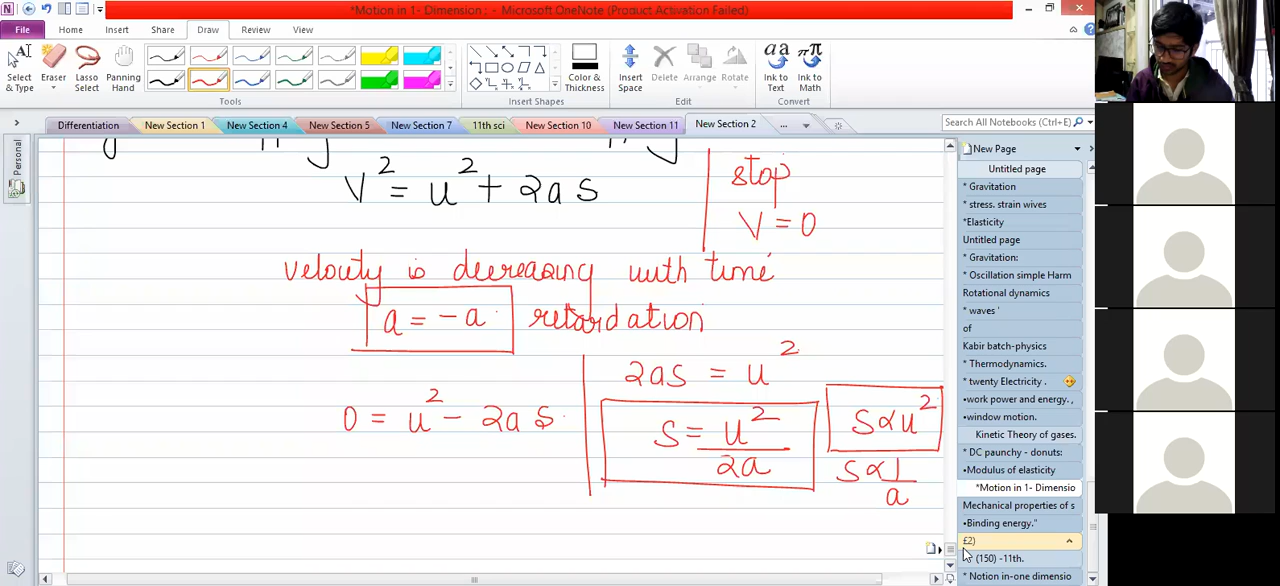 *Motion in 1- Dimension : - Microsoft OneNote (Product Activation Failed)
File Home Insert Share Draw Review View
Select & Type
Eraser
Lasso Select
Panning Hand
Color & Thickness
Insert Space
Delete
Arrange
Rotate
Ink to Text
Ink to Math
Tools
Insert Shapes
Edit
Convert
Differentiation New Section 1 New Section 4 New Section 5 New Section 7 11th sci New Section 10 New Section 11 New Section 2 ...
Search All Notebooks (Ctrl+E)
Personal
V² = u² + 2as
stop
V = 0
velocity is decreasing with time
a = -a retardation
2as = u²
0 = u² - 2as
S = u²/2a
S∝u²
S∝1/a
New Page
Untitled page
* Gravitation
* stress. strain wives
*Elasticity
Untitled page
* Gravitation:
* Oscillation simple Harm
Rotational dynamics
* waves '
of
Kabir batch-physics
* Thermodynamics.
* twenty Electricity .
•work power and energy. ,
•window motion.
Kinetic Theory of gases.
* DC paunchy - donuts:
•Modulus of elasticity
*Motion in 1- Dimensio
Mechanical properties of s
•Binding energy."
£2)
(150) -11th.
* Notion in-one dimensio